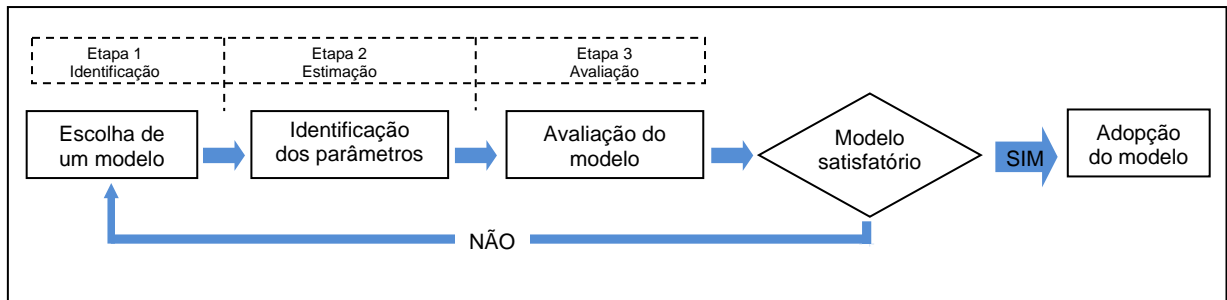 Etapa 1
Identificação
Etapa 2
Estimação
Etapa 3
Avaliação
Escolha de
um modelo
Identificação
dos parâmetros
Avaliação do
modelo
Modelo
satisfatório
SIM
Adopção
do modelo
NÃO